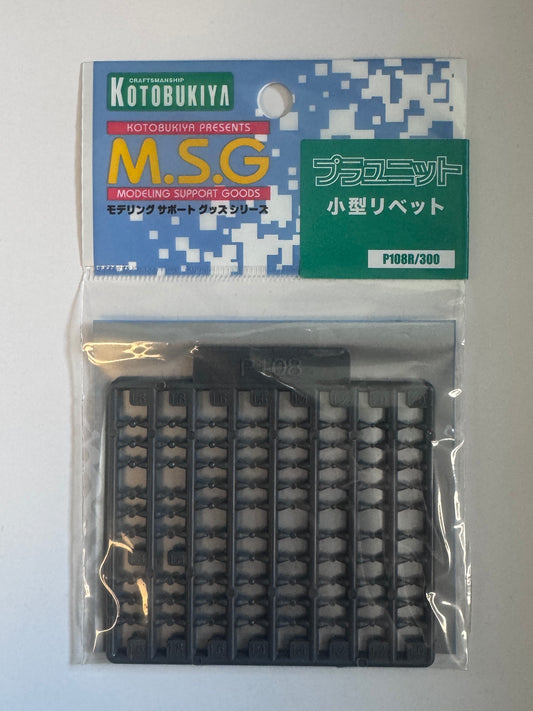 CRAFTSMANSHIP
KOTOBUKIYA
KOTOBUKIYA PRESENTS
M.S.G
MODELING SUPPORT GOODS
モデリング サポート グッズ シリーズ
プラユニット
小型リベット
P108R/300
P108